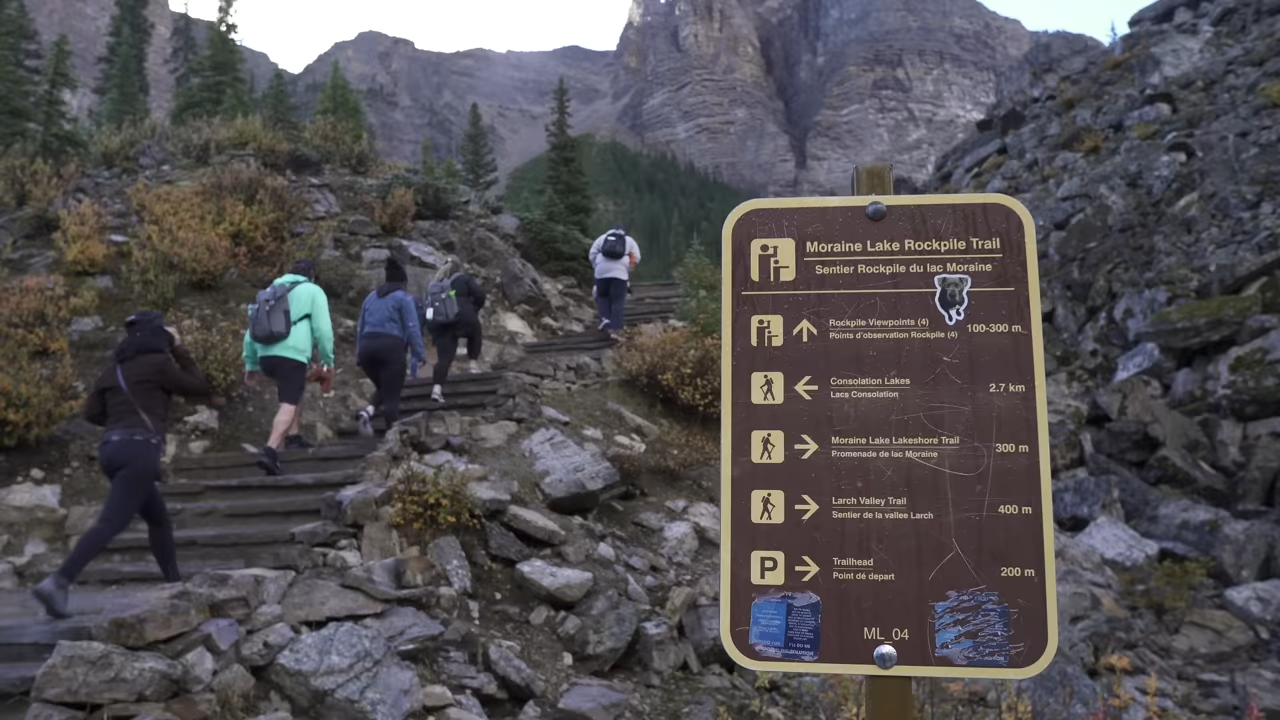 Moraine Lake Rockpile Trail
Sentier Rockpile du lac Moraine
Rockpile Viewpoints (4)
Points d'observation Rockpile (4)
100-300 m
Consolation Lakes
Lacs Consolation
2.7 km
Moraine Lake Lakeshore Trail
Promenade de lac Moraine
300 m
Larch Valley Trail
Sentier de la vallee Larch
400 m
P
Trailhead
Point de depart
200 m
ML_04